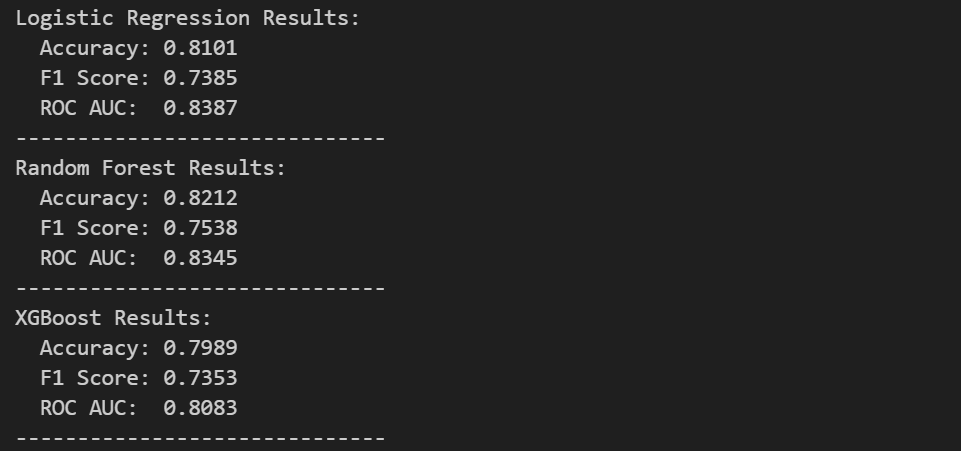 Logistic Regression Results:
  Accuracy: 0.8101
  F1 Score: 0.7385
  ROC AUC:  0.8387
------------------------------
Random Forest Results:
  Accuracy: 0.8212
  F1 Score: 0.7538
  ROC AUC:  0.8345
------------------------------
XGBoost Results:
  Accuracy: 0.7989
  F1 Score: 0.7353
  ROC AUC:  0.8083
------------------------------